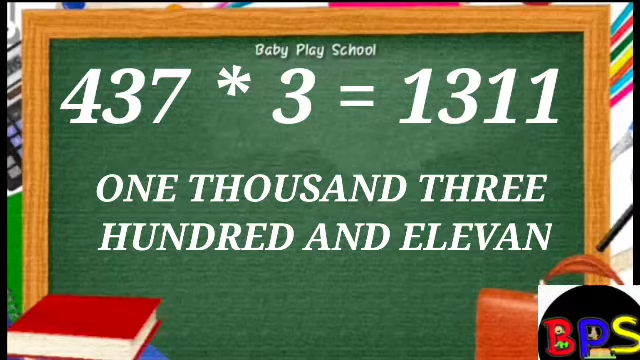 Baby Play School
437 * 3 = 1311
ONE THOUSAND THREE
HUNDRED AND ELEVAN
BPS